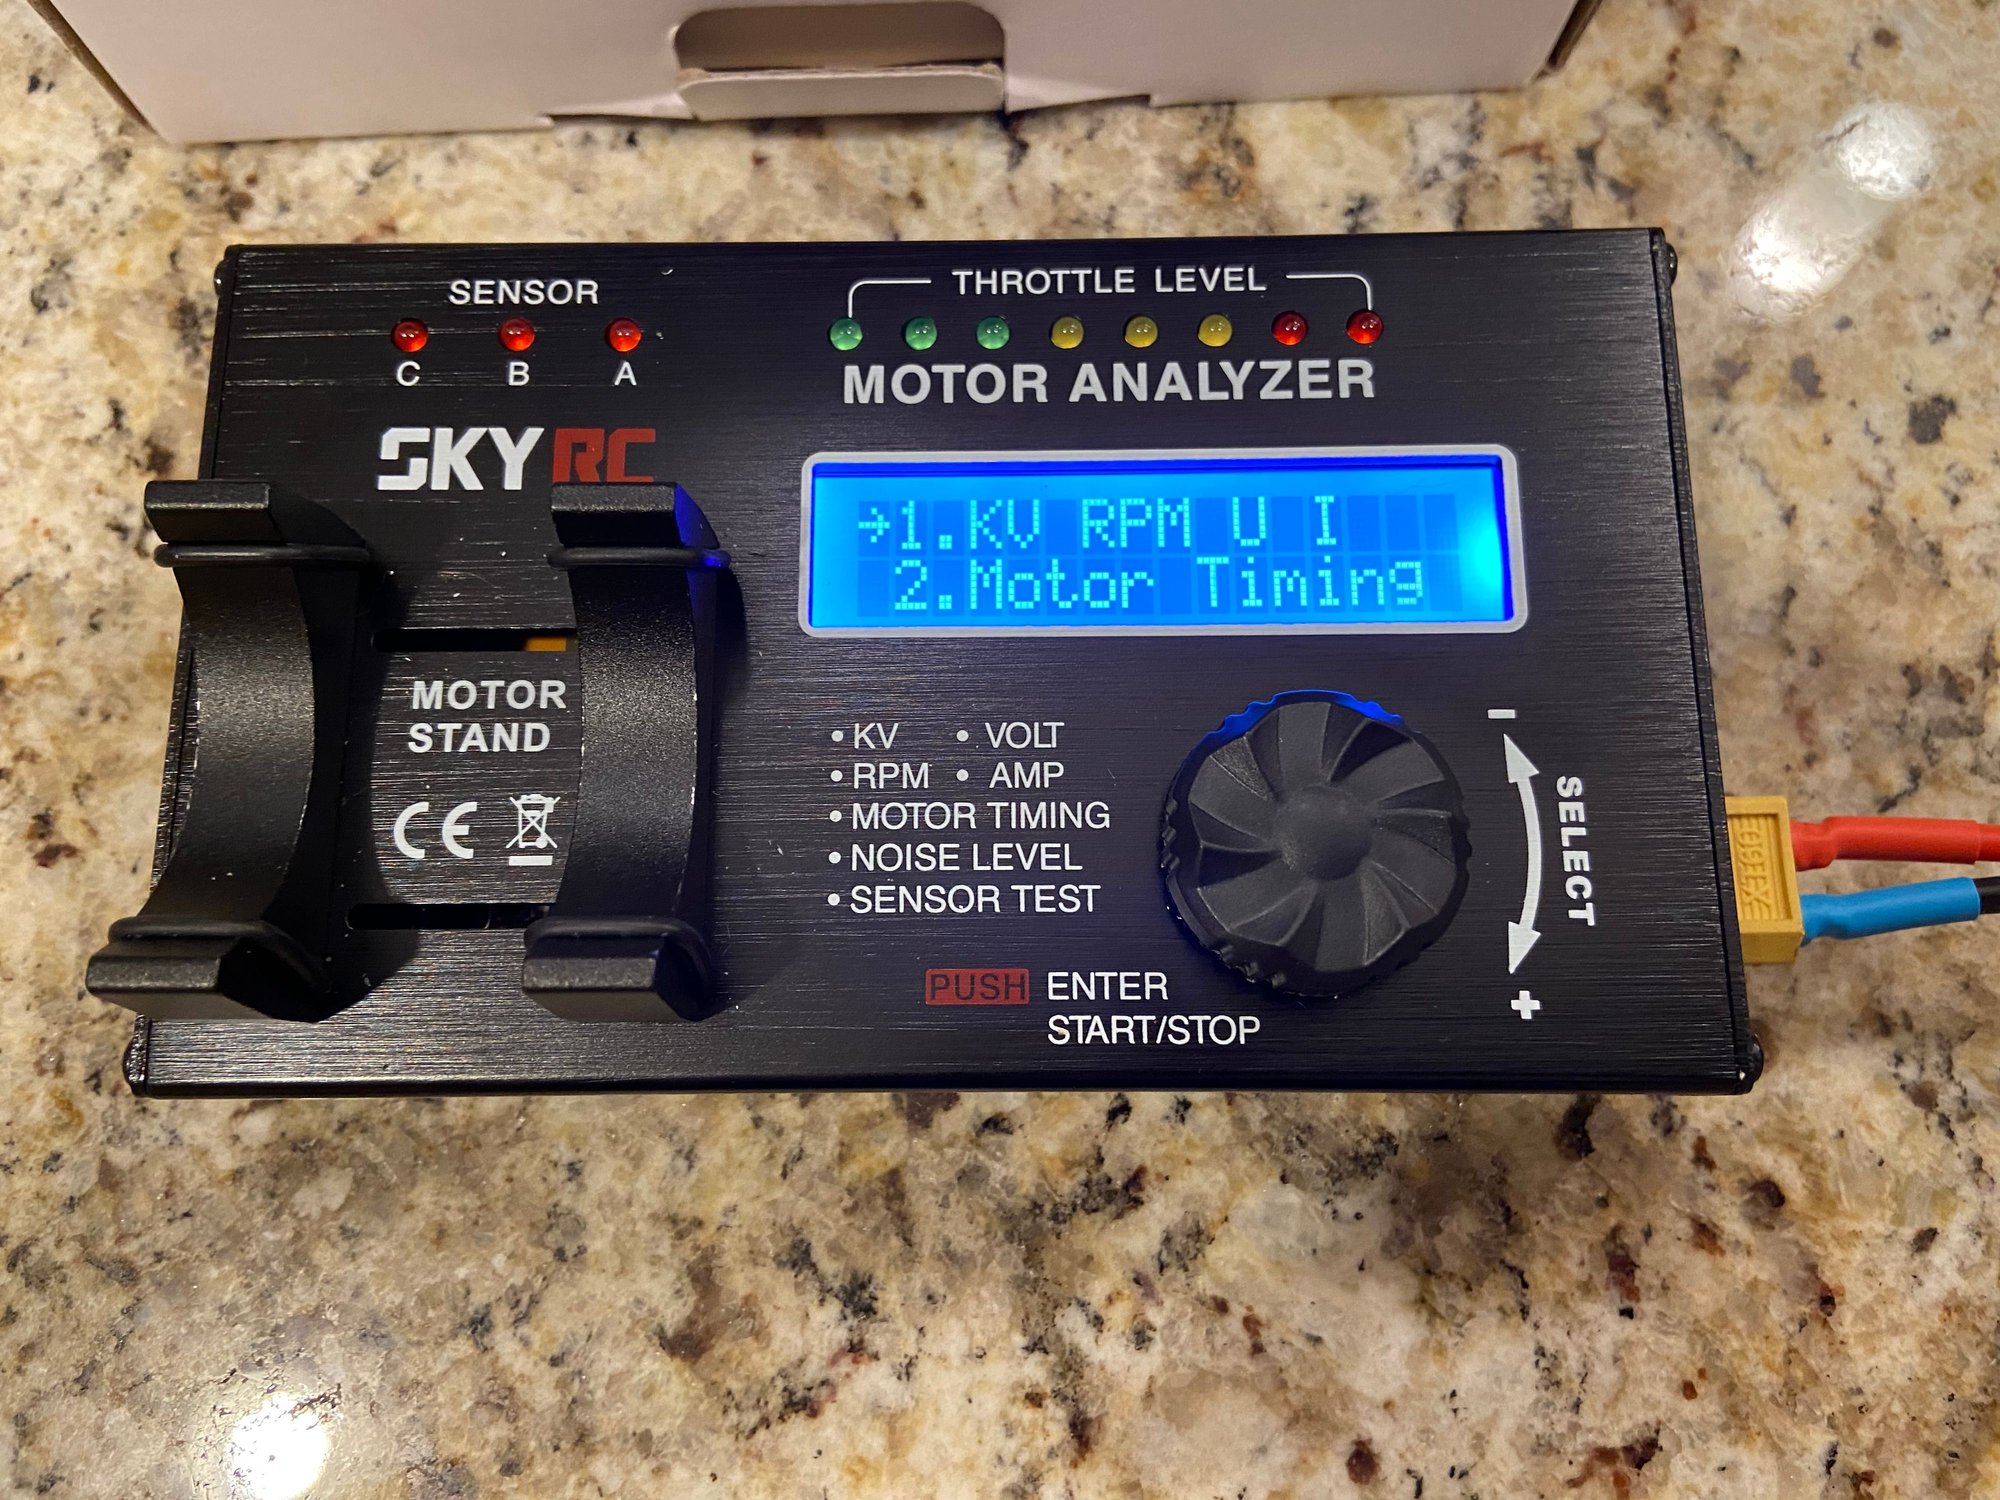 SENSOR
C B A
THROTTLE LEVEL
MOTOR ANALYZER
SKYRC
→1.KV RPM U I
2.Motor Timing
MOTOR
STAND
CE
• KV • VOLT
• RPM • AMP
• MOTOR TIMING
• NOISE LEVEL
• SENSOR TEST
PUSH ENTER
START/STOP
−
SELECT
+